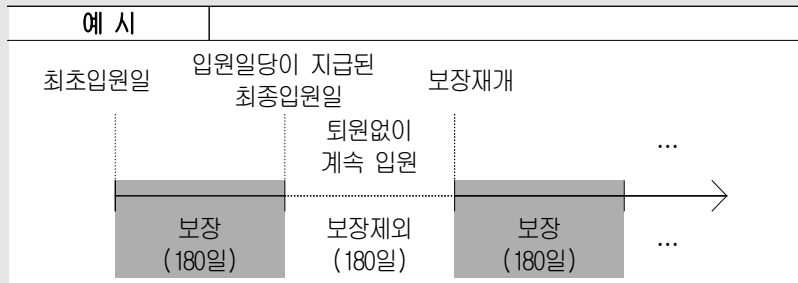 예 시
최초입원일
입원일당이 지급된
최종입원일
보장재개
퇴원없이
계속 입원
...
보장
(180일)
보장제외
(180일)
보장
(180일)
...